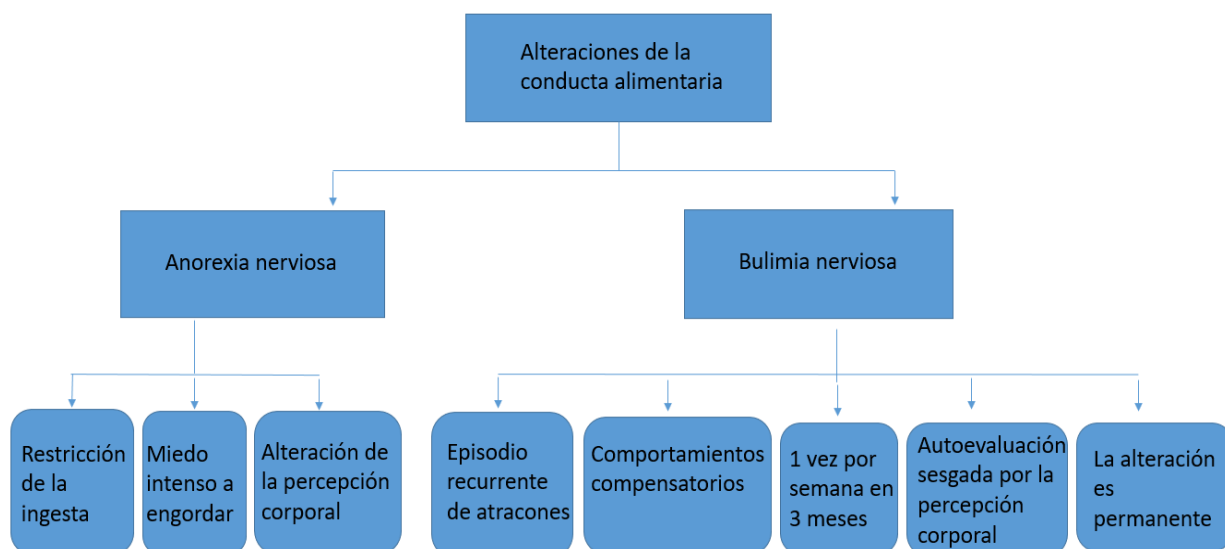 Alteraciones de la
conducta alimentaria
Anorexia nerviosa
Bulimia nerviosa
Restricción
de la
ingesta
Miedo
intenso a
engordar
Alteración de
la percepción
corporal
Episodio
recurrente
de atracones
Comportamientos
compensatorios
1 vez por
semana en
3 meses
Autoevaluación
sesgada por la
percepción
corporal
La alteración
es
permanente